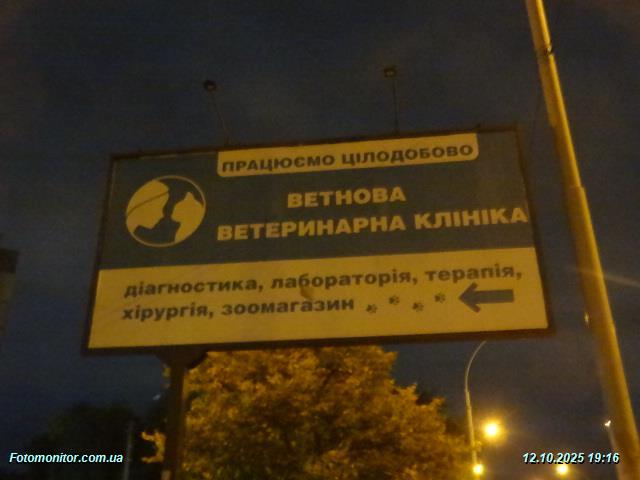 ПРАЦЮЄМО ЦІЛОДОБОВО
ВЕТНОВА
ВЕТЕРИНАРНА КЛІНІКА
діагностика, лабораторія, терапія,
хірургія, зоомагазин
Fotomonitor.com.ua
12.10.2025 19:16